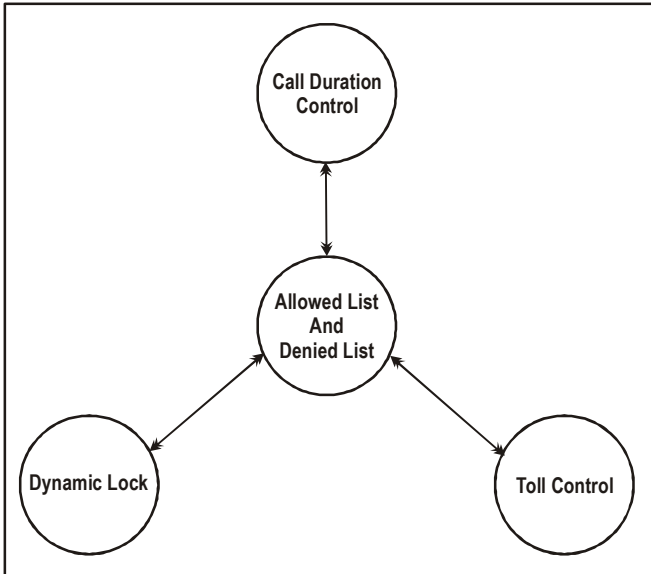 Call Duration
Control
Allowed List
And
Denied List
Dynamic Lock
Toll Control